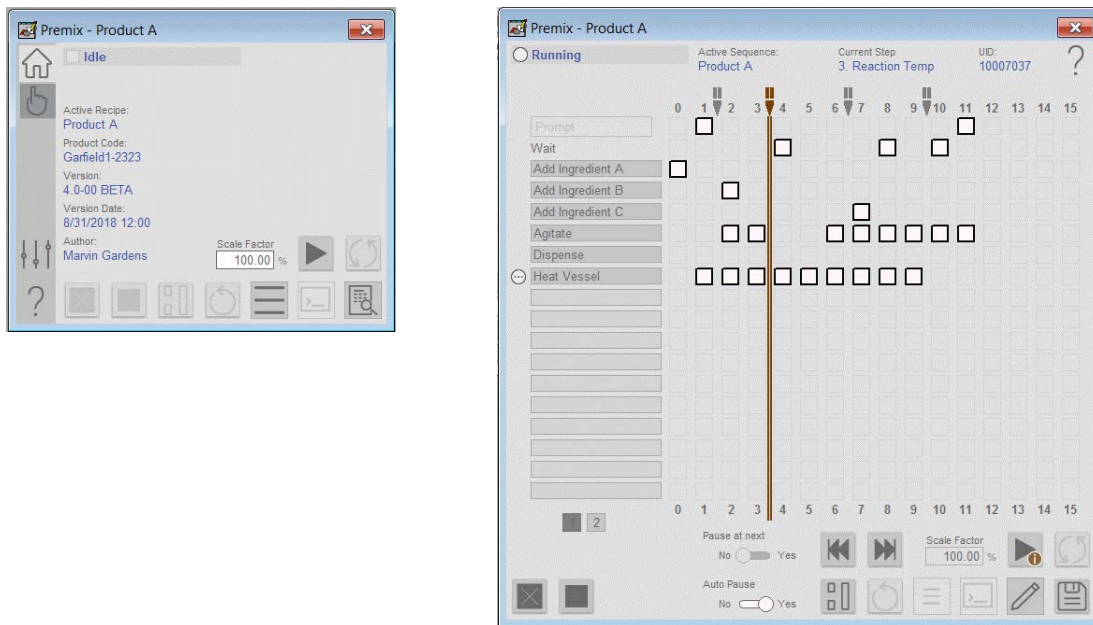 Premix - Product A
Idle
Active Recipe:
Product A
Product Code:
Garfield1-2323
Version:
4.0-00 BETA
Version Date:
8/31/2018 12:00
Author:
Marvin Gardens
Scale Factor
100.00 %
Premix - Product A
Running
Active Sequence:
Product A
Current Step
3. Reaction Temp
UID:
10007037
0 1 2 3 4 5 6 7 8 9 10 11 12 13 14 15
Prompt
Wait
Add Ingredient A
Add Ingredient B
Add Ingredient C
Agitate
Dispense
Heat Vessel
0 1 2 3 4 5 6 7 8 9 10 11 12 13 14 15
1 2
Pause at next
No Yes
Scale Factor
100.00 %
Auto Pause
No Yes